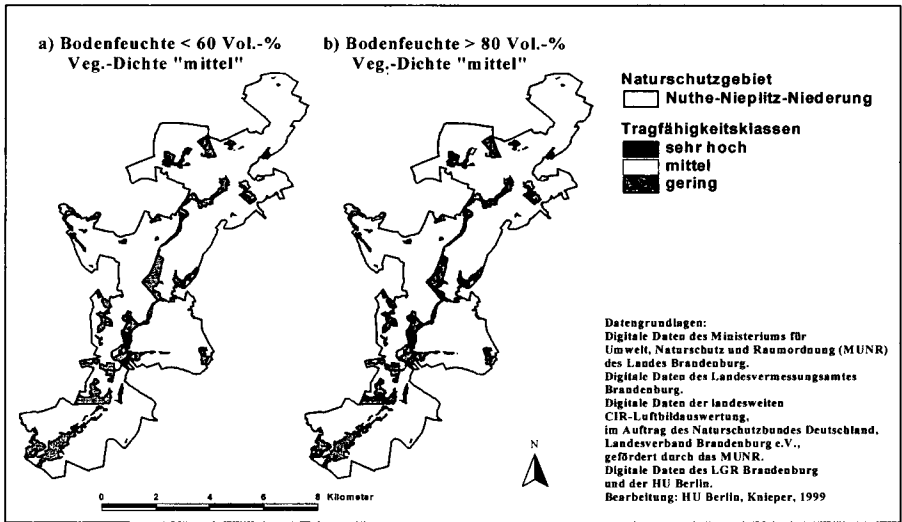 a) Bodenfeuchte < 60 Vol.-%
Veg.-Dichte "mittel"
b) Bodenfeuchte > 80 Vol.-%
Veg.-Dichte "mittel"
Naturschutzgebiet
Nuthe-Nieplitz-Niederung
Tragfähigkeitsklassen
sehr hoch
mittel
gering
Datengrundlagen:
Digitale Daten des Ministeriums für
Umwelt, Naturschutz und Raumordnung (MUNR)
des Landes Brandenburg.
Digitale Daten des Landesvermessungsamtes
Brandenburg.
Digitale Daten der landesweiten
CIR-Luftbildauswertung,
im Auftrag des Naturschutzbundes Deutschland,
Landesverband Brandenburg e.V.,
gefördert durch das MUNR.
Digitale Daten des LGR Brandenburg
und der HU Berlin.
Bearbeitung: HU Berlin, Knieper, 1999
N
0 2 4 6 8 Kilometer